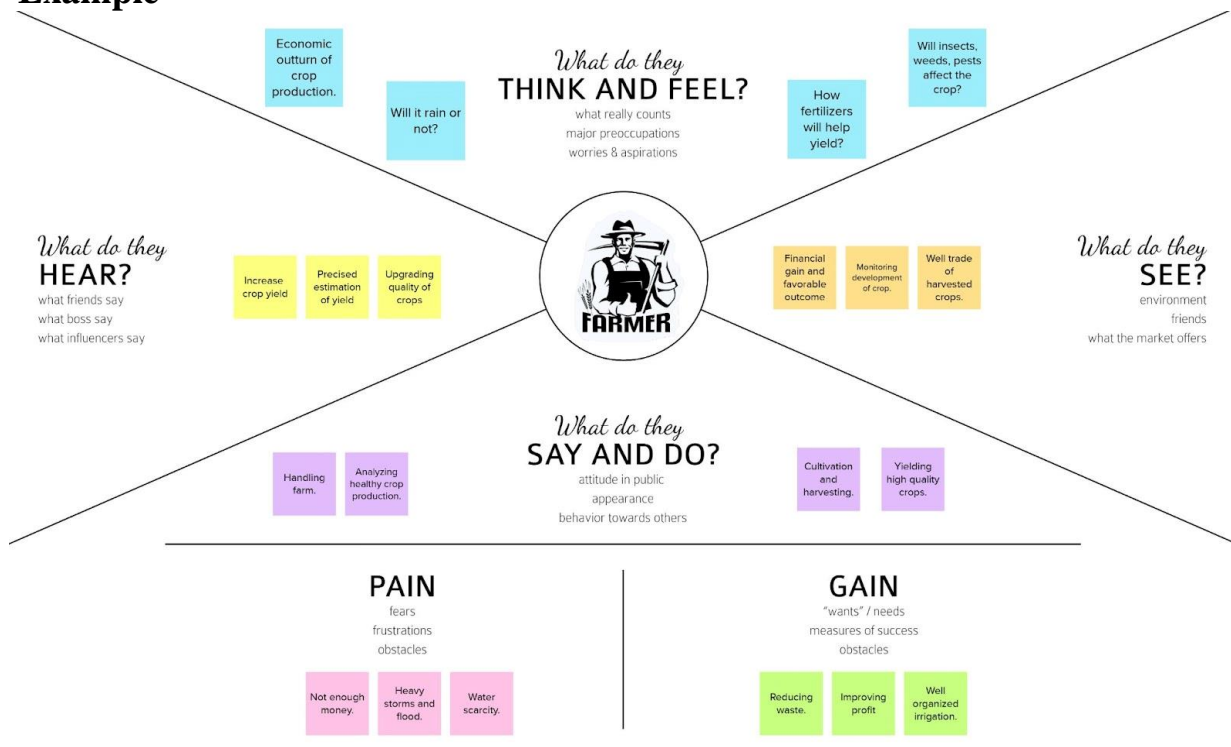 Example
Economic
outturn of
crop
production.
Will it rain or
not?
What do they
THINK AND FEEL?
what really counts
major preoccupations
worries & aspirations
How
fertilizers
will help
yield?
Will insects,
weeds, pests
affect the
crop?
What do they
HEAR?
what friends say
what boss say
what influencers say
Increase
crop yield
Precised
estimation
of yield
Upgrading
quality of
crops
FARMER
Financial
gain and
favorable
outcome
Monitoring
development
of crop.
Well trade
of
harvested
crops.
What do they
SEE?
environment
friends
what the market offers
Handling
farm.
Analyzing
healthy crop
production.
What do they
SAY AND DO?
attitude in public
appearance
behavior towards others
Cultivation
and
harvesting.
Yielding
high quality
crops.
PAIN
fears
frustrations
obstacles
Not enough
money.
Heavy
storms and
flood.
Water
scarcity.
GAIN
"wants" / needs
measures of success
obstacles
Reducing
waste.
Improving
profit
Well
organized
irrigation.